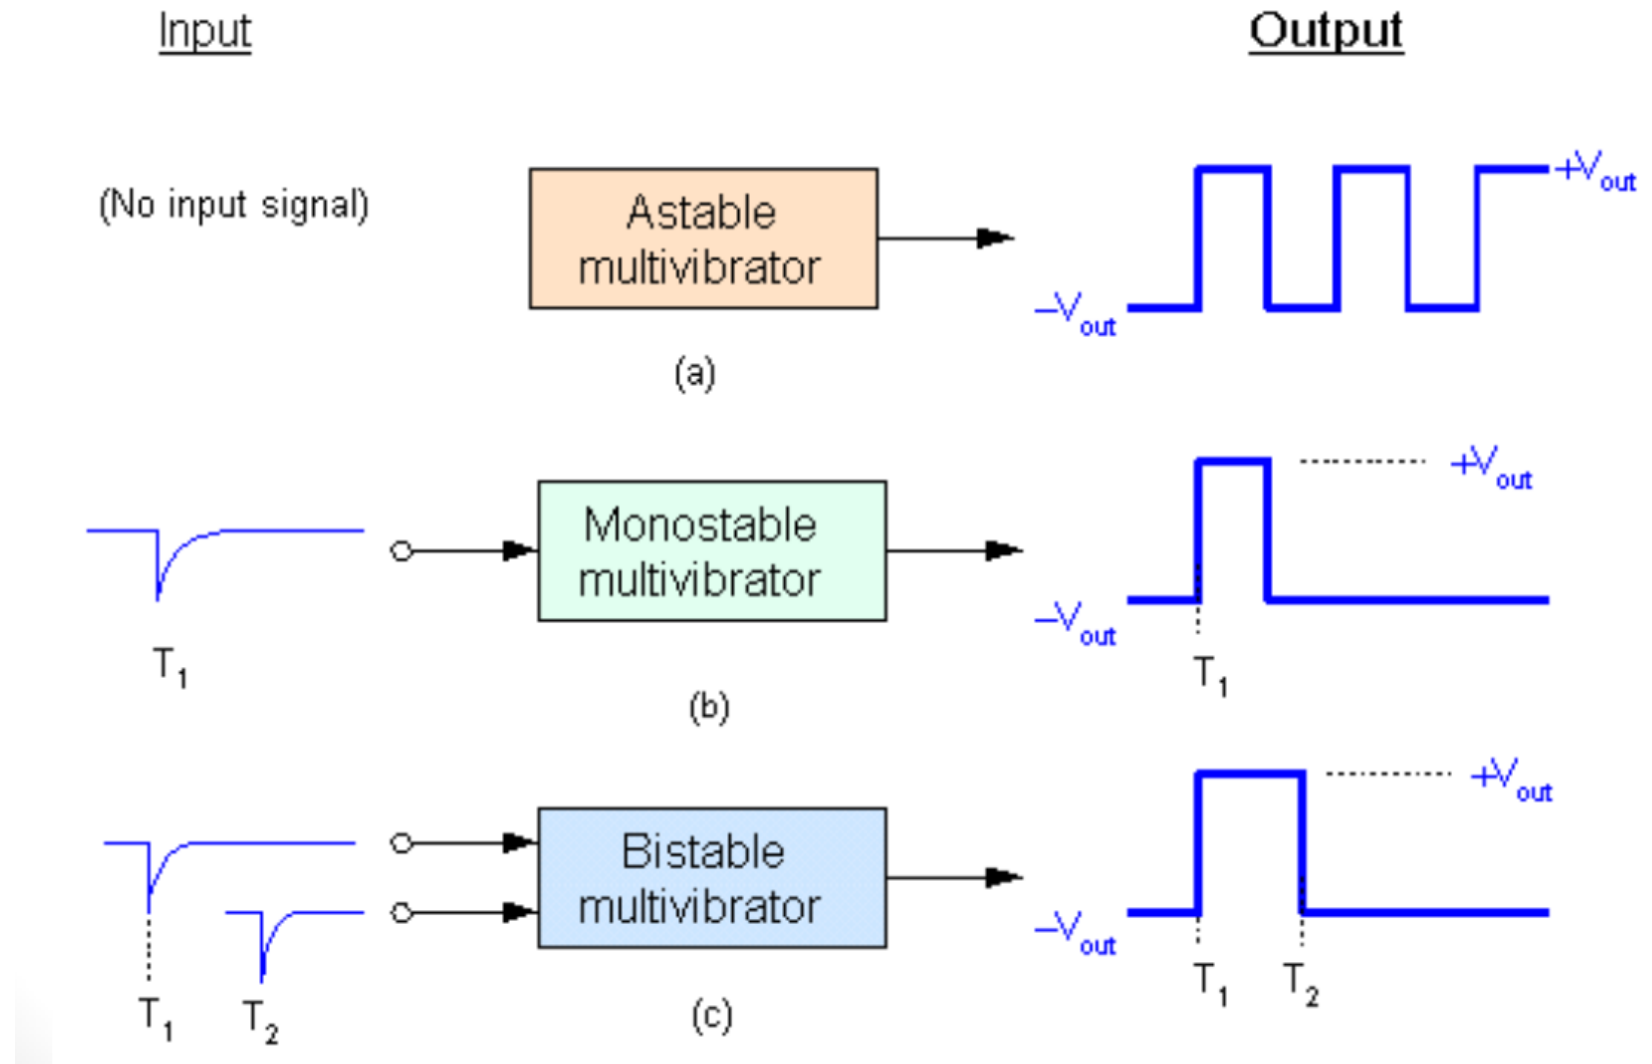 Input
Output
(No input signal)
Astable
multivibrator
+Vout
−Vout
(a)
Monostable
multivibrator
+Vout
−Vout
T1
T1
(b)
Bistable
multivibrator
+Vout
−Vout
T1
T2
T1
T2
(c)